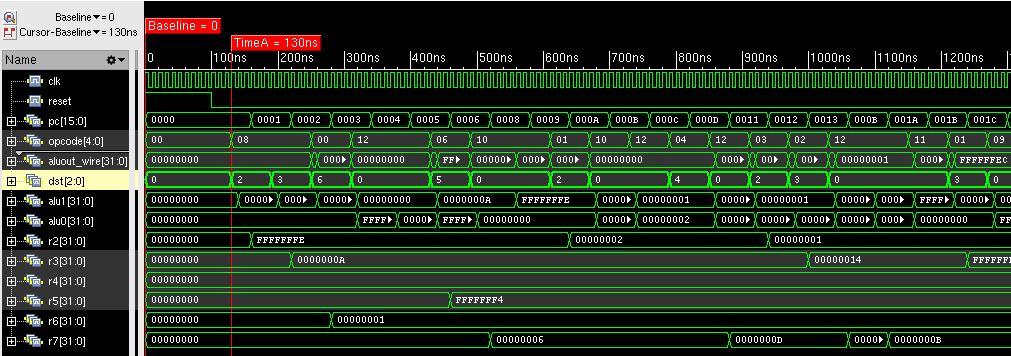 Baseline▼= 0
Cursor-Baseline▼= 130ns
Baseline = 0
TimeA = 130ns
0 100ns 200ns 300ns 400ns 500ns 600ns 700ns 800ns 900ns 1000ns 1100ns 1200ns
Name
clk
reset
pc[15:0] 0000 0001 0002 0003 0004 0005 0006 0008 0009 000A 000B 000C 000D 0011 0012 0013 000B 001A 001B 001C
opcode[4:0] 00 08 00 12 06 10 01 10 12 04 12 03 02 12 11 01 09
aluout_wire[31:0] 00000000 000 00000000 FF 00000 000 000 00000000 000 00 00 00000001 000 FFFFFFEC
dst[2:0] 0 2 3 6 0 5 0 2 0 4 0 2 3 0 3 0
alu1[31:0] 00000000 0000 0000 0000 00000000 0000000A FFFFFFFE 0000 00000001 0000 00000001 0000 0000 FFFF 0000
alu0[31:0] 00000000 FFFF 0000 FFFF 00000000 0000 00000002 0000 0000 0000 0000 0000 0000 00000000 FFF
r2[31:0] 00000000 FFFFFFFE 00000002 00000001
r3[31:0] 00000000 0000000A 00000014 FFFFFFF
r4[31:0] 00000000
r5[31:0] 00000000 FFFFFFF4
r6[31:0] 00000000 00000001
r7[31:0] 00000000 00000006 0000000D 0000 0000000B